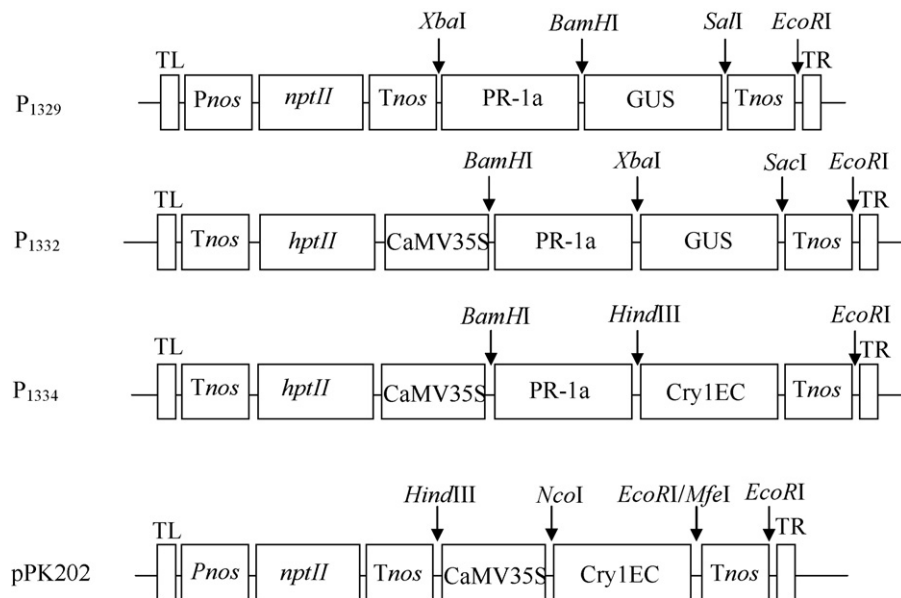 XbaI BamHI SalI EcoRI
TL TR
P1329 Pnos nptII Tnos PR-1a GUS Tnos
BamHI XbaI SacI EcoRI
TL TR
P1332 Tnos hptII CaMV35S PR-1a GUS Tnos
BamHI HindIII EcoRI
TL TR
P1334 Tnos hptII CaMV35S PR-1a Cry1EC Tnos
HindIII NcoI EcoRI/MfeI EcoRI
TL TR
pPK202 Pnos nptII Tnos CaMV35S Cry1EC Tnos